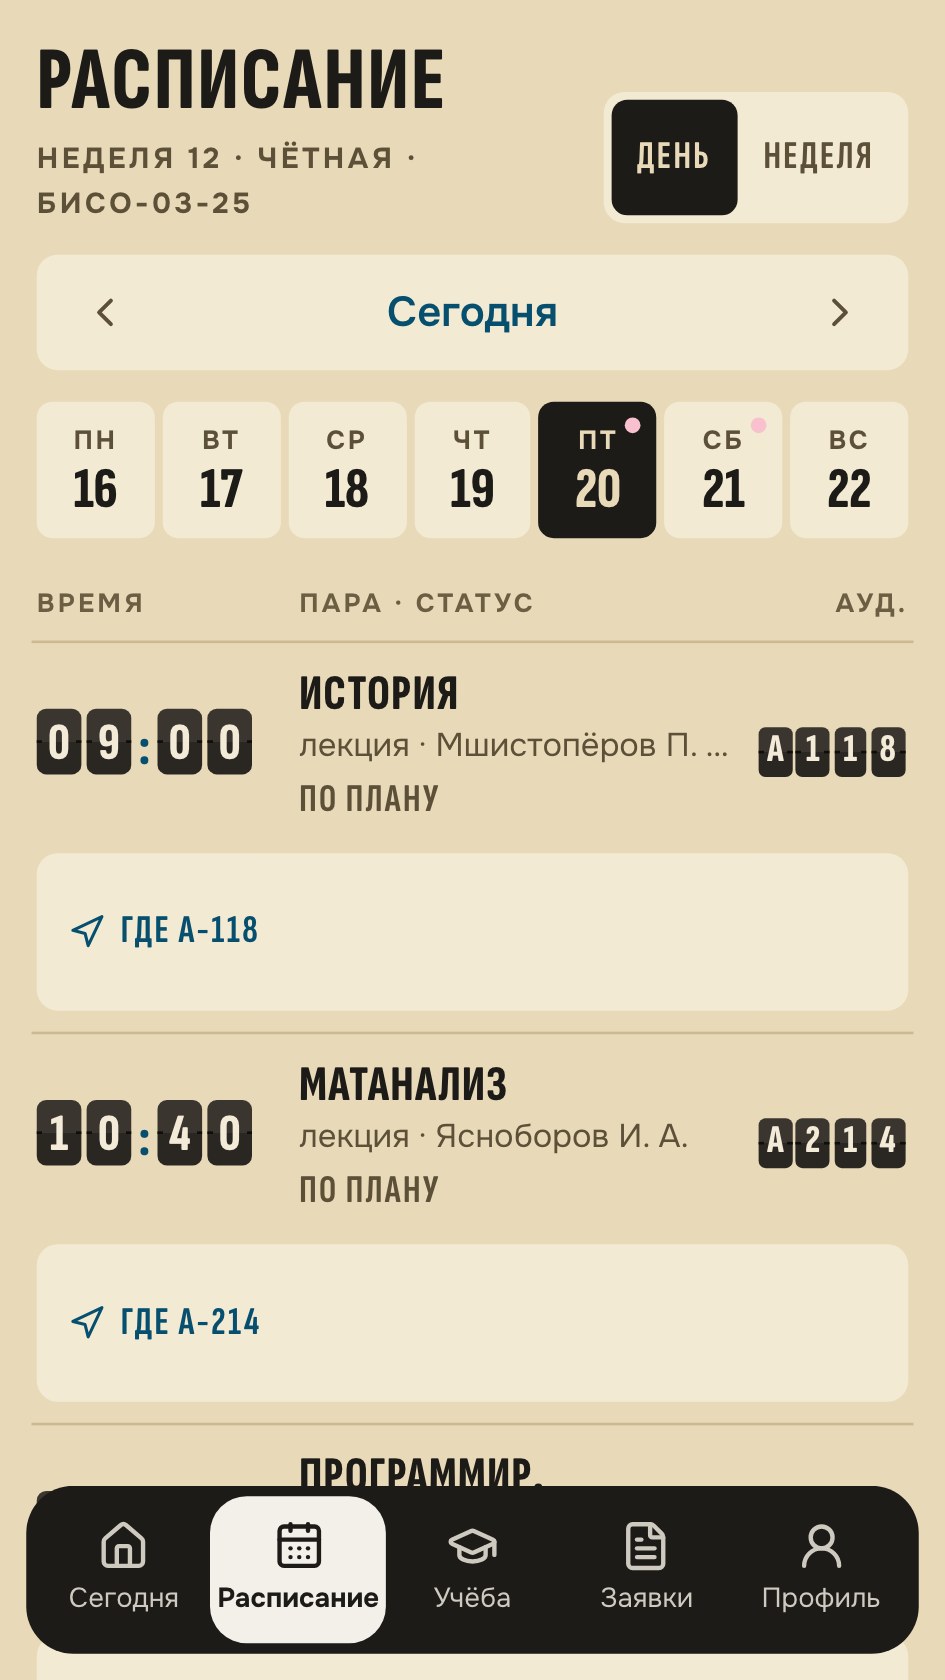 РАСПИСАНИЕ
НЕДЕЛЯ 12 · ЧЁТНАЯ ·
БИСО-03-25
ДЕНЬ НЕДЕЛЯ
Сегодня
ПН ВТ СР ЧТ ПТ СБ ВС
16 17 18 19 20 21 22
ВРЕМЯ ПАРА · СТАТУС АУД.
ИСТОРИЯ
09:00 лекция · Мшистопёров П. ... А118
ПО ПЛАНУ
ГДЕ А-118
МАТАНАЛИЗ
10:40 лекция · Ясноборов И. А. А214
ПО ПЛАНУ
ГДЕ А-214
ПРОГРАММИР.
Сегодня Расписание Учёба Заявки Профиль